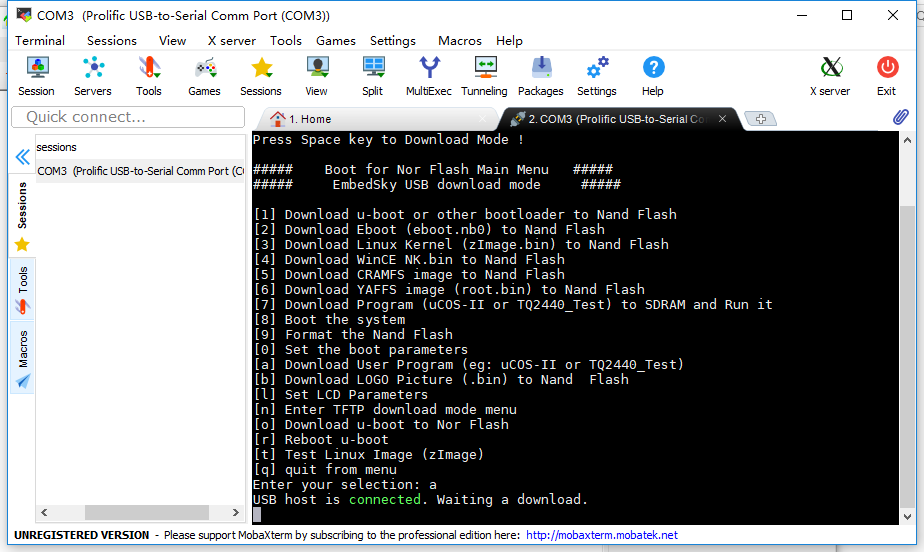 COM3 (Prolific USB-to-Serial Comm Port (COM3))
Terminal Sessions View X server Tools Games Settings Macros Help
Session Servers Tools Games Sessions View Split MultiExec Tunneling Packages Settings Help X server Exit
Quick connect...
1. Home
2. COM3 (Prolific USB-to-Serial Co
sessions
COM3 (Prolific USB-to-Serial Comm Port (C
Sessions
Tools
Macros
Press Space key to Download Mode !
##### Boot for Nor Flash Main Menu #####
##### EmbedSky USB download mode #####
[1] Download u-boot or other bootloader to Nand Flash
[2] Download Eboot (eboot.nb0) to Nand Flash
[3] Download Linux Kernel (zImage.bin) to Nand Flash
[4] Download WinCE NK.bin to Nand Flash
[5] Download CRAMFS image to Nand Flash
[6] Download YAFFS image (root.bin) to Nand Flash
[7] Download Program (uCOS-II or TQ2440_Test) to SDRAM and Run it
[8] Boot the system
[9] Format the Nand Flash
[0] Set the boot parameters
[a] Download User Program (eg: uCOS-II or TQ2440_Test)
[b] Download LOGO Picture (.bin) to Nand  Flash
[l] Set LCD Parameters
[n] Enter TFTP download mode menu
[o] Download u-boot to Nor Flash
[r] Reboot u-boot
[t] Test Linux Image (zImage)
[q] quit from menu
Enter your selection: a
USB host is connected. Waiting a download.
UNREGISTERED VERSION - Please support MobaXterm by subscribing to the professional edition here: http://mobaxterm.mobatek.net